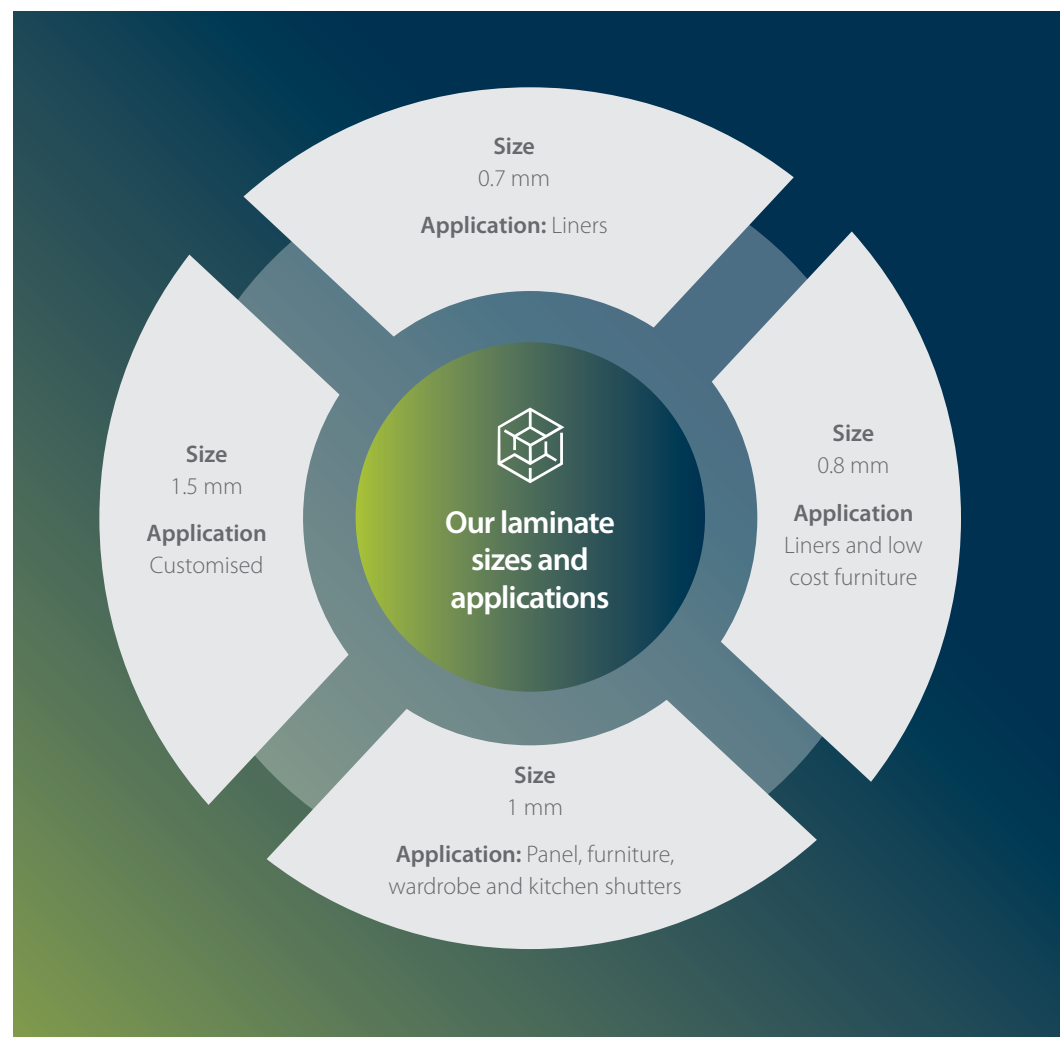 Size
0.7 mm
Application: Liners
Size
0.8 mm
Application
Liners and low
cost furniture
Size
1 mm
Application: Panel, furniture,
wardrobe and kitchen shutters
Size
1.5 mm
Application
Customised
Our laminate
sizes and
applications